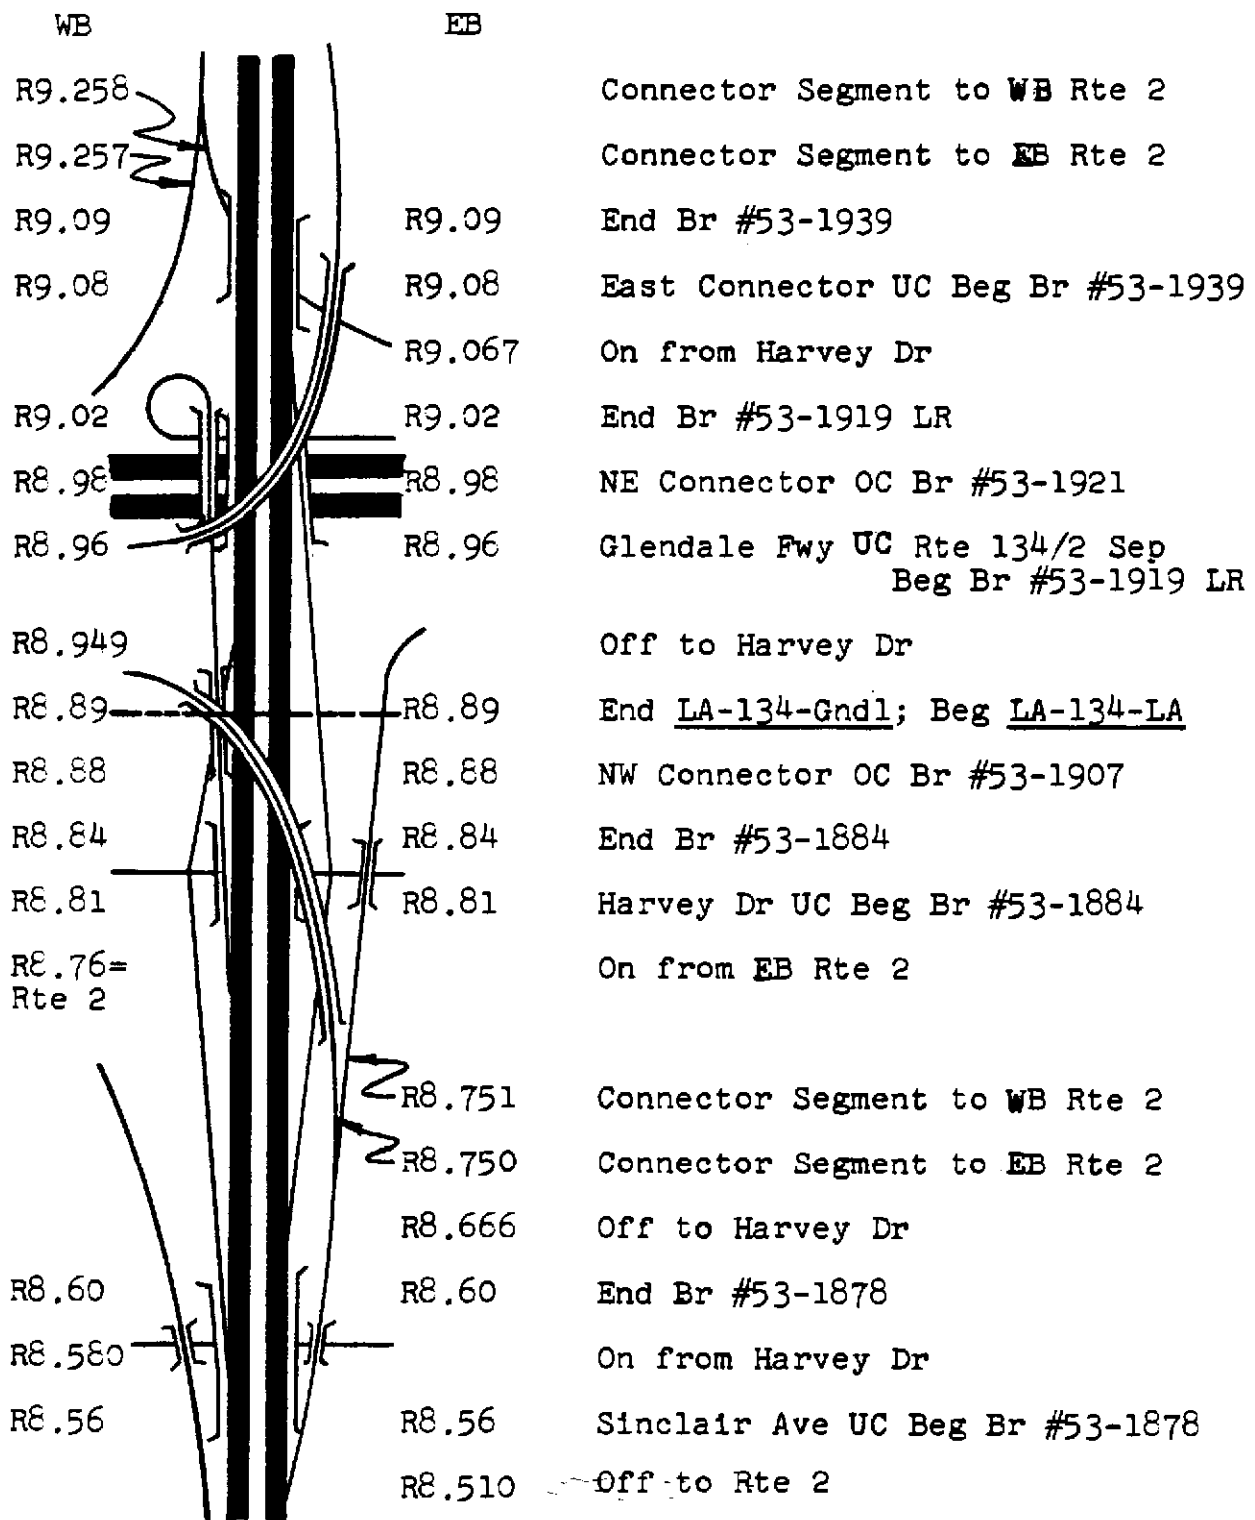 WB EB
R9.258 Connector Segment to WB Rte 2
R9.257 Connector Segment to EB Rte 2
R9.09 R9.09 End Br #53-1939
R9.08 R9.08 East Connector UC Beg Br #53-1939
R9.067 On from Harvey Dr
R9.02 R9.02 End Br #53-1919 LR
R8.98 R8.98 NE Connector OC Br #53-1921
R8.96 R8.96 Glendale Fwy UC Rte 134/2 Sep
Beg Br #53-1919 LR
R8.949 Off to Harvey Dr
R8.89 R8.89 End LA-134-Gndl; Beg LA-134-LA
R8.88 R8.88 NW Connector OC Br #53-1907
R8.84 R8.84 End Br #53-1884
R8.81 R8.81 Harvey Dr UC Beg Br #53-1884
R8.76= On from EB Rte 2
Rte 2
R8.751 Connector Segment to WB Rte 2
R8.750 Connector Segment to EB Rte 2
R8.666 Off to Harvey Dr
R8.60 R8.60 End Br #53-1878
R8.580 On from Harvey Dr
R8.56 R8.56 Sinclair Ave UC Beg Br #53-1878
R8.510 Off to Rte 2